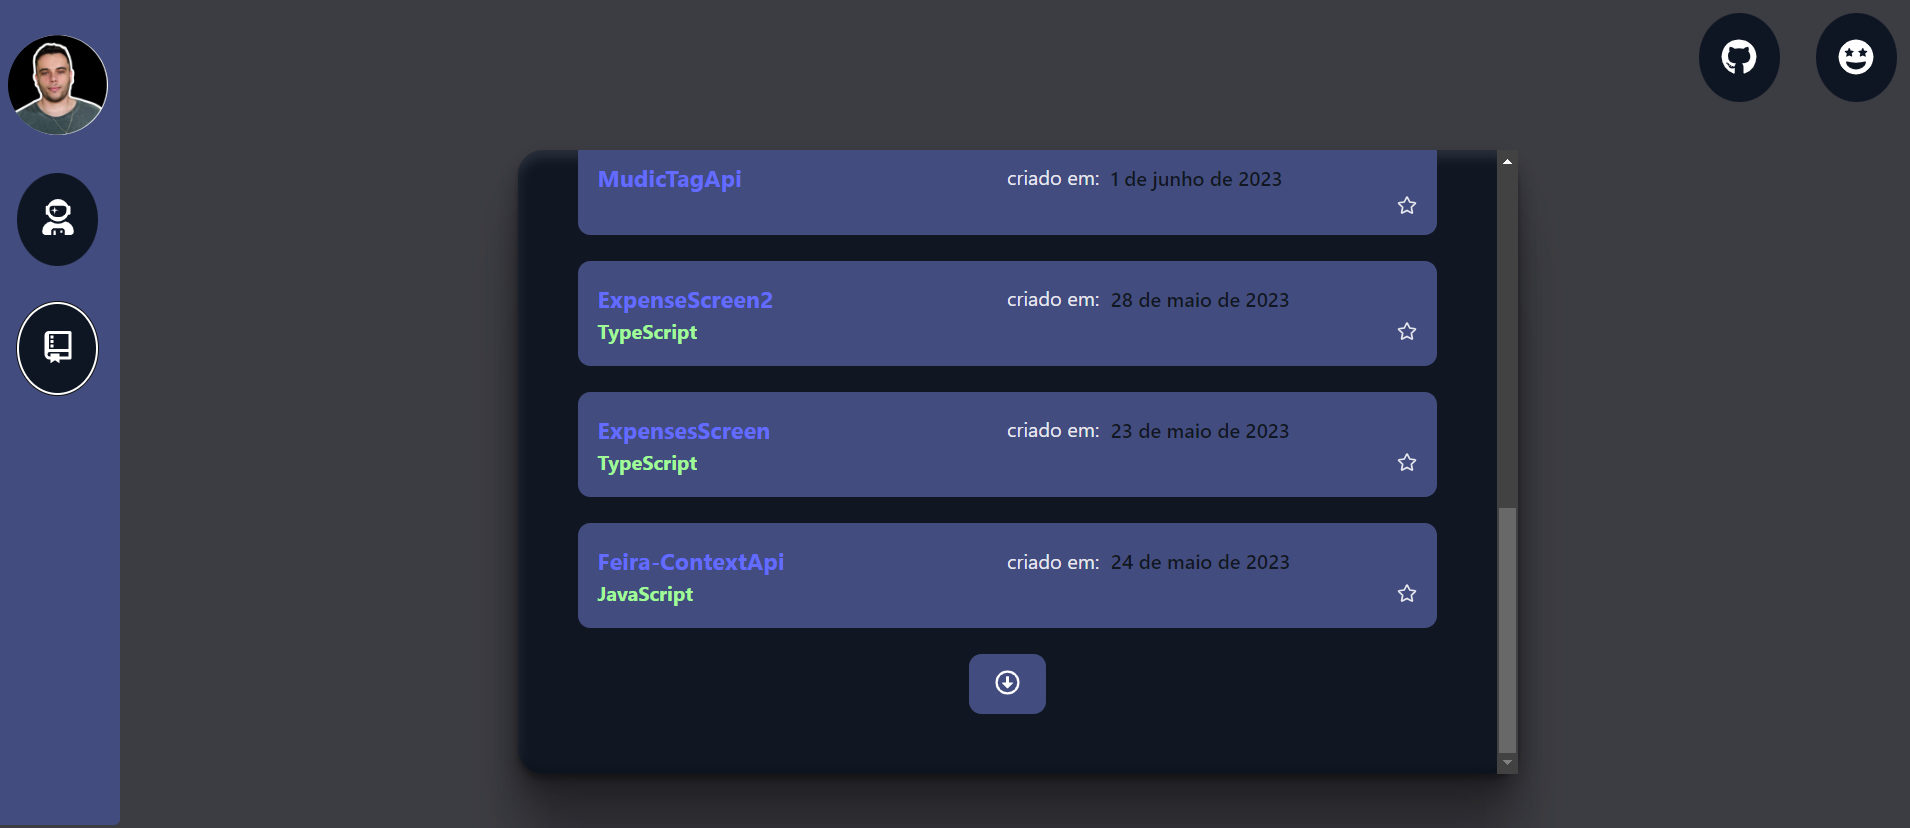 MudicTagApi criado em: 1 de junho de 2023
ExpenseScreen2 criado em: 28 de maio de 2023
TypeScript
ExpensesScreen criado em: 23 de maio de 2023
TypeScript
Feira-ContextApi criado em: 24 de maio de 2023
JavaScript